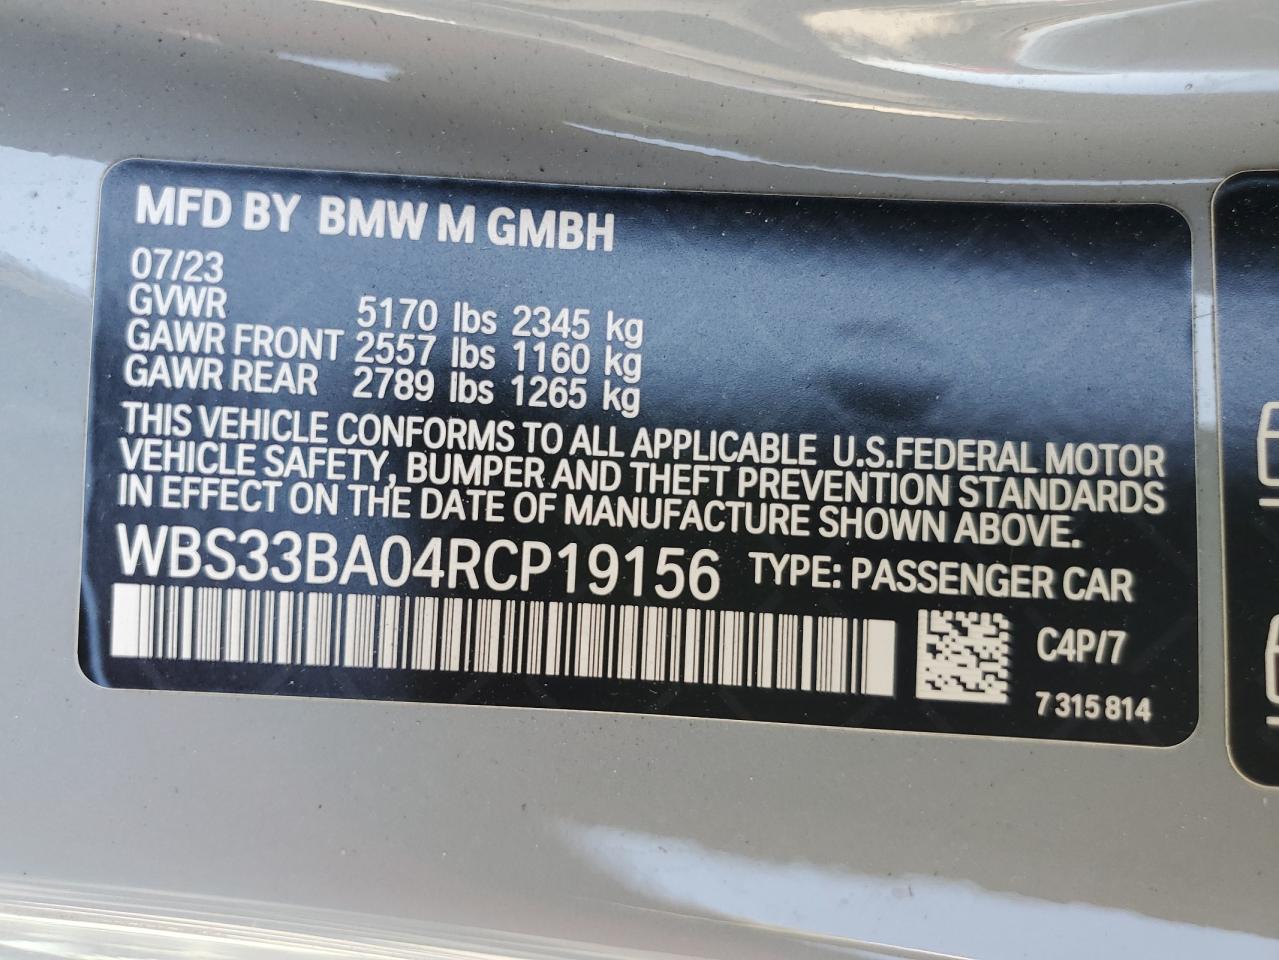 MFD BY BMW M GMBH
07/23
GVWR 5170 lbs 2345 kg
GAWR FRONT 2557 lbs 1160 kg
GAWR REAR 2789 lbs 1265 kg
THIS VEHICLE CONFORMS TO ALL APPLICABLE U.S.FEDERAL MOTOR
VEHICLE SAFETY, BUMPER AND THEFT PREVENTION STANDARDS
IN EFFECT ON THE DATE OF MANUFACTURE SHOWN ABOVE.
WBS33BA04RCP19156 TYPE: PASSENGER CAR
C4P/7
7 315 814